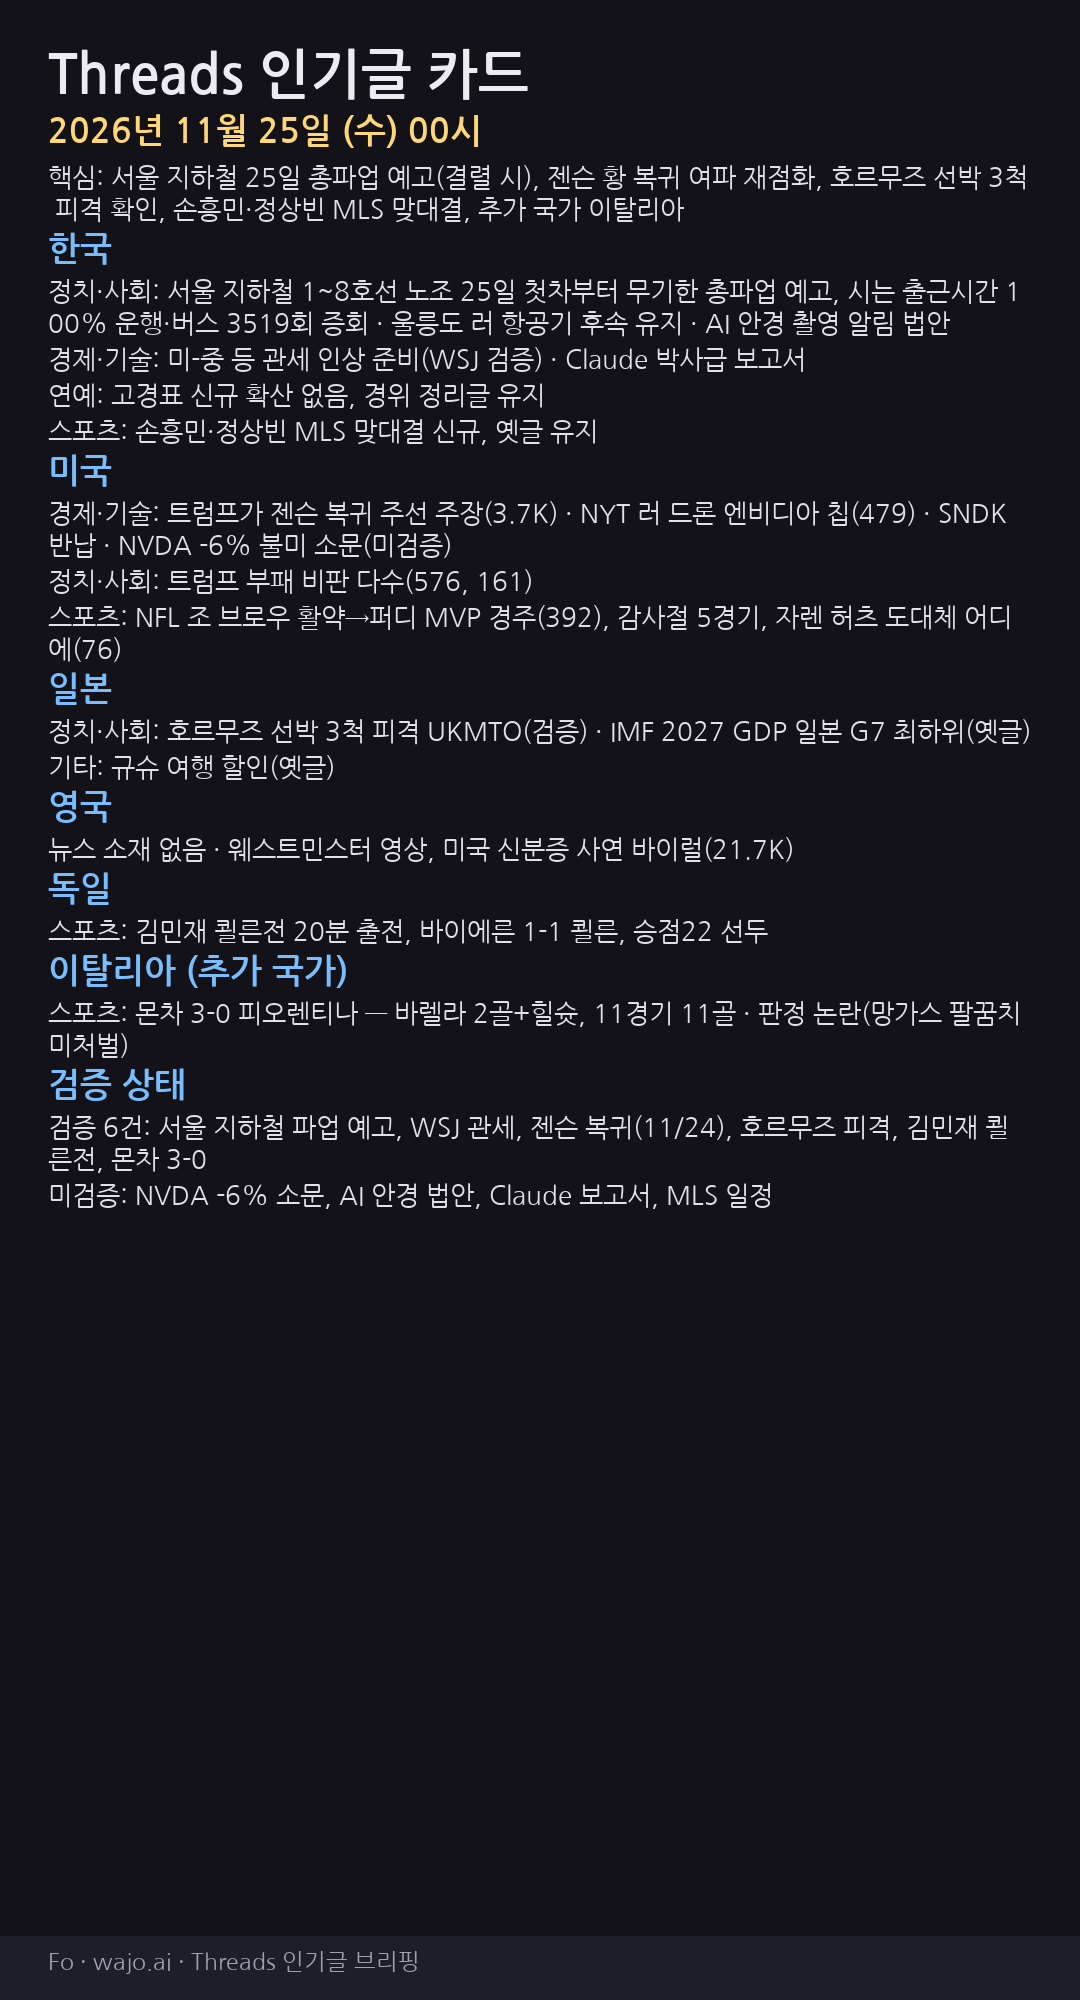 Threads 인기글 카드
2026년 11월 25일 (수) 00시
핵심: 서울 지하철 25일 총파업 예고(결렬 시), 젠슨 황 복귀 여파 재점화, 호르무즈 선박 3척
피격 확인, 손흥민·정상빈 MLS 맞대결, 추가 국가 이탈리아
한국
정치·사회: 서울 지하철 1~8호선 노조 25일 첫차부터 무기한 총파업 예고, 시는 출근시간 1
00% 운행·버스 3519회 증회 · 울릉도 러 항공기 후속 유지 · AI 안경 촬영 알림 법안
경제·기술: 미-중 등 관세 인상 준비(WSJ 검증) · Claude 박사급 보고서
연예: 고경표 신규 확산 없음, 경위 정리글 유지
스포츠: 손흥민·정상빈 MLS 맞대결 신규, 옛글 유지
미국
경제·기술: 트럼프가 젠슨 복귀 주선 주장(3.7K) · NYT 러 드론 엔비디아 칩(479) · SNDK
반납 · NVDA -6% 불미 소문(미검증)
정치·사회: 트럼프 부패 비판 다수(576, 161)
스포츠: NFL 조 브로우 활약→퍼디 MVP 경주(392), 감사절 5경기, 자렌 허츠 도대체 어디
에(76)
일본
정치·사회: 호르무즈 선박 3척 피격 UKMTO(검증) · IMF 2027 GDP 일본 G7 최하위(옛글)
기타: 규슈 여행 할인(옛글)
영국
뉴스 소재 없음 · 웨스트민스터 영상, 미국 신분증 사연 바이럴(21.7K)
독일
스포츠: 김민재 쾰른전 20분 출전, 바이에른 1-1 쾰른, 승점22 선두
이탈리아 (추가 국가)
스포츠: 몬차 3-0 피오렌티나 — 바렐라 2골+힐슛, 11경기 11골 · 판정 논란(망가스 팔꿈치
미처벌)
검증 상태
검증 6건: 서울 지하철 파업 예고, WSJ 관세, 젠슨 복귀(11/24), 호르무즈 피격, 김민재 쾰
른전, 몬차 3-0
미검증: NVDA -6% 소문, AI 안경 법안, Claude 보고서, MLS 일정
Fo · wajo.ai · Threads 인기글 브리핑